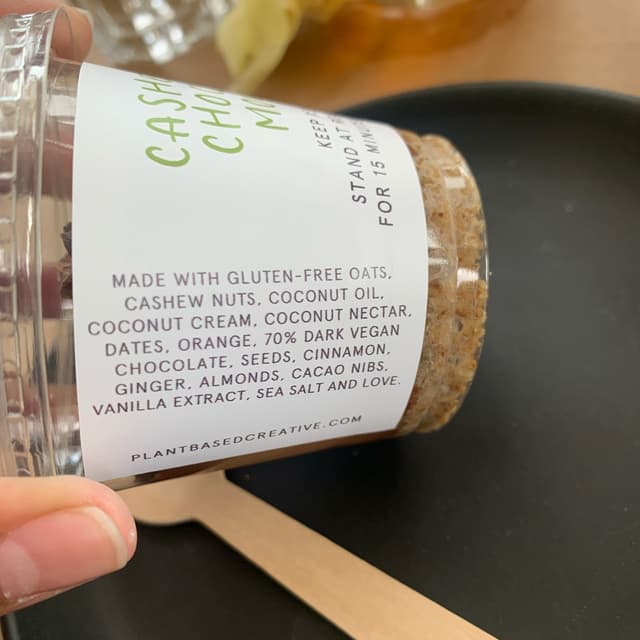 KEEP
STAND AT
FOR 15
MADE WITH GLUTEN-FREE OATS,
CASHEW NUTS, COCONUT OIL,
COCONUT CREAM, COCONUT NECTAR,
DATES, ORANGE, 70% DARK VEGAN
CHOCOLATE, SEEDS, CINNAMON,
GINGER, ALMONDS, CACAO NIBS,
VANILLA EXTRACT, SEA SALT AND LOVE.
PLANTBASEDCREATIVE.COM